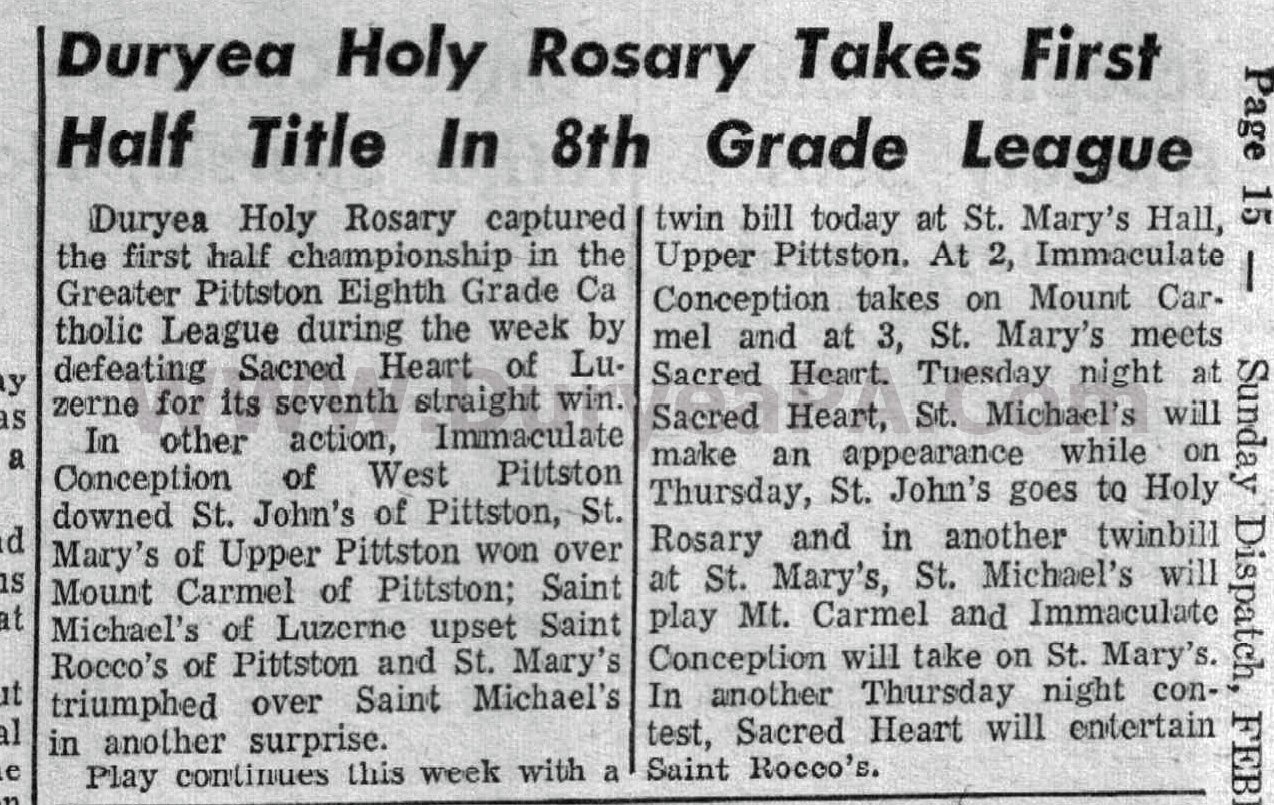 Duryea Holy Rosary Takes First
Half Title In 8th Grade League
Duryea Holy Rosary captured
the first half championship in the
Greater Pittston Eighth Grade Ca
tholic League during the week by
defeating Sacred Heart of Lu-
zerne for its seventh straight win.
In other action, Immaculate
Conception of West Pittston
downed St. John's of Pittston, St.
Mary's of Upper Pittston won over
Mount Carmel of Pittston; Saint
Michael's of Luzerne upset Saint
Rocco's of Pittston and St. Mary's
triumphed over Saint Michael's
in another surprise.
Play continues this week with a
twin bill today at St. Mary's Hall,
Upper Pittston. At 2, Immaculate
Conception takes on Mount Car-
mel and at 3, St. Mary's meets
Sacred Heart. Tuesday night at
Sacred Heart, St. Michael's will
make an appearance while on
Thursday, St. John's goes to Holy
Rosary and in another twinbill
at St. Mary's, St. Michael's will
play Mt. Carmel and Immaculate
Conception will take on St. Mary's.
In another Thursday night con-
test, Sacred Heart will entertain
Saint Rocco's.
Page 15 — Sunday Dispatch, FEB
www.DuryeaPA.com